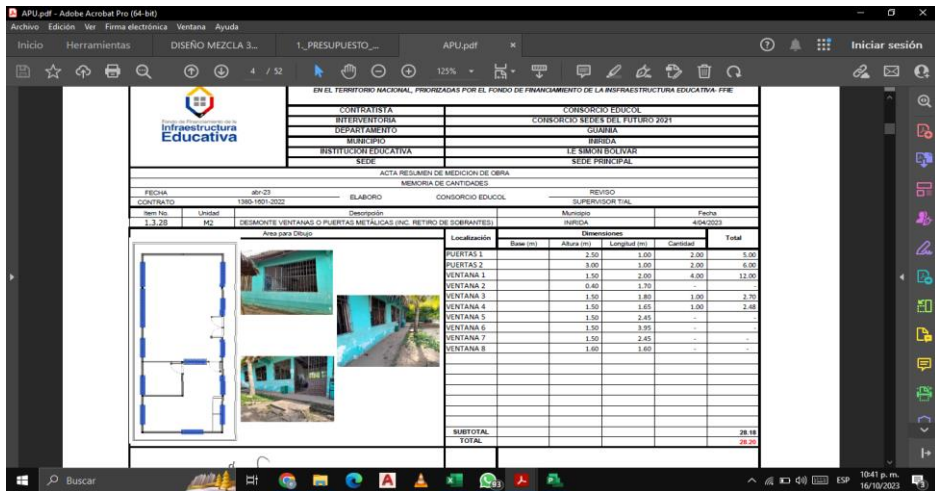 APU.pdf - Adobe Acrobat Pro (64-bit)
Archivo Edición Ver Firma electrónica Ventana Ayuda
Inicio Herramientas DISEÑO MEZCLA 3... 1._PRESUPUESTO_... APU.pdf × Iniciar sesión
4 / 52 125%
EN EL TERRITORIO NACIONAL, PRIORIZADAS POR EL FONDO DE FINANCIAMIENTO DE LA INSFRAESTRUCTURA EDUCATIVA- FFIE
Fondo de Financiamiento de la
Infraestructura
Educativa
CONTRATISTA CONSORCIO EDUCOL
INTERVENTORIA CONSORCIO SEDES DEL FUTURO 2021
DEPARTAMENTO GUAINIA
MUNICIPIO INIRIDA
INSTITUCION EDUCATIVA I.E SIMON BOLIVAR
SEDE SEDE PRINCIPAL
ACTA RESUMEN DE MEDICION DE OBRA
MEMORIA DE CANTIDADES
FECHA abr-23 ELABORO CONSORCIO EDUCOL REVISO
CONTRATO 1380-1601-2022 SUPERVISOR TIAL
Item No. Unidad Descripción Municipio Fecha
1.3.28 M2 DESMONTE VENTANAS O PUERTAS METÁLICAS (INC. RETIRO DE SOBRANTES) INIRIDA 4/04/2023
Area para Dibujo Localización Dimensiones Total
Base (m) Altura (m) Longitud (m) Cantidad
PUERTAS 1 2.50 1.00 2.00 5.00
PUERTAS 2 3.00 1.00 2.00 6.00
VENTANA 1 1.50 2.00 4.00 12.00
VENTANA 2 0.40 1.70 - -
VENTANA 3 1.50 1.80 1.00 2.70
VENTANA 4 1.50 1.65 1.00 2.48
VENTANA 5 1.50 2.45 - -
VENTANA 6 1.50 3.95 - -
VENTANA 7 1.50 2.45 - -
VENTANA 8 1.60 1.60 - -
SUBTOTAL 28.18
TOTAL 28.20
Buscar ESP 10:41 p. m.
16/10/2023